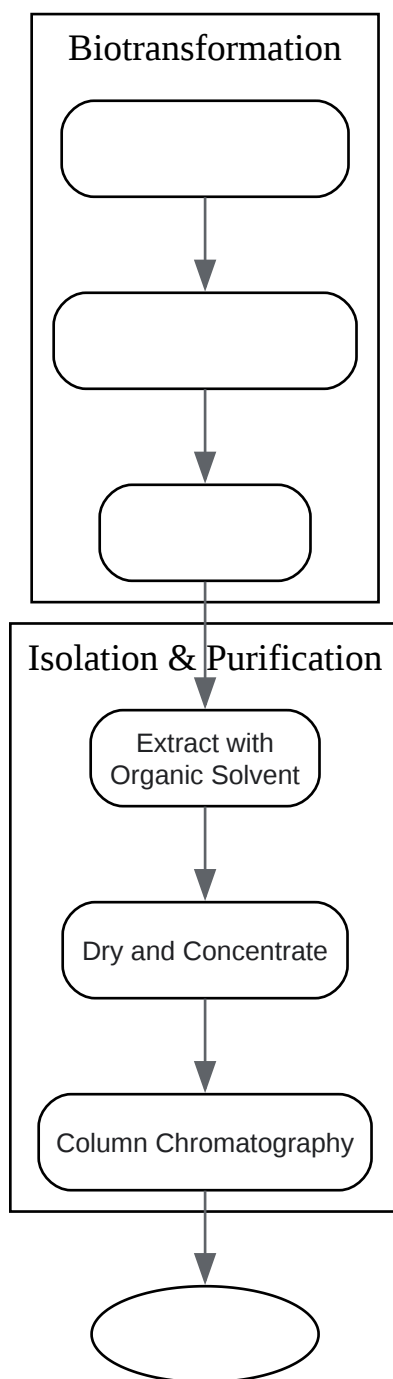 Biotransformation
Isolation & Purification
Extract with
Organic Solvent
Dry and Concentrate
Column Chromatography